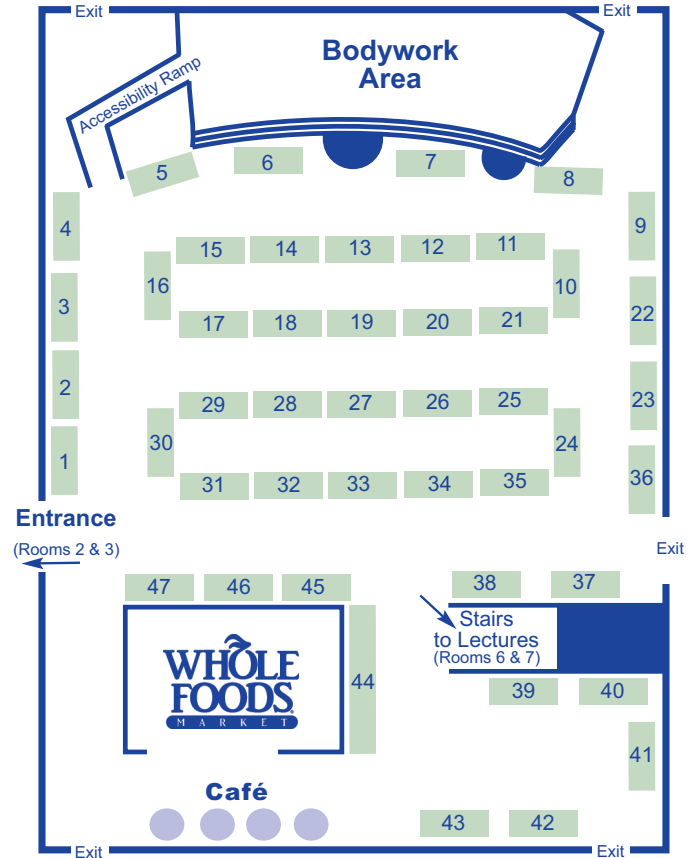 Exit
Exit
Bodywork
Area
Accessibility Ramp
5
6
7
8
4
9
15
14
13
12
11
16
10
3
22
17
18
19
20
21
2
23
29
28
27
26
25
30
24
1
36
31
32
33
34
35
Entrance
(Rooms 2 & 3)
Exit
47
46
45
38
37
Stairs
to Lectures
(Rooms 6 & 7)
WHOLE
FOODS
MARKET
44
39
40
41
Café
43
42
Exit
Exit